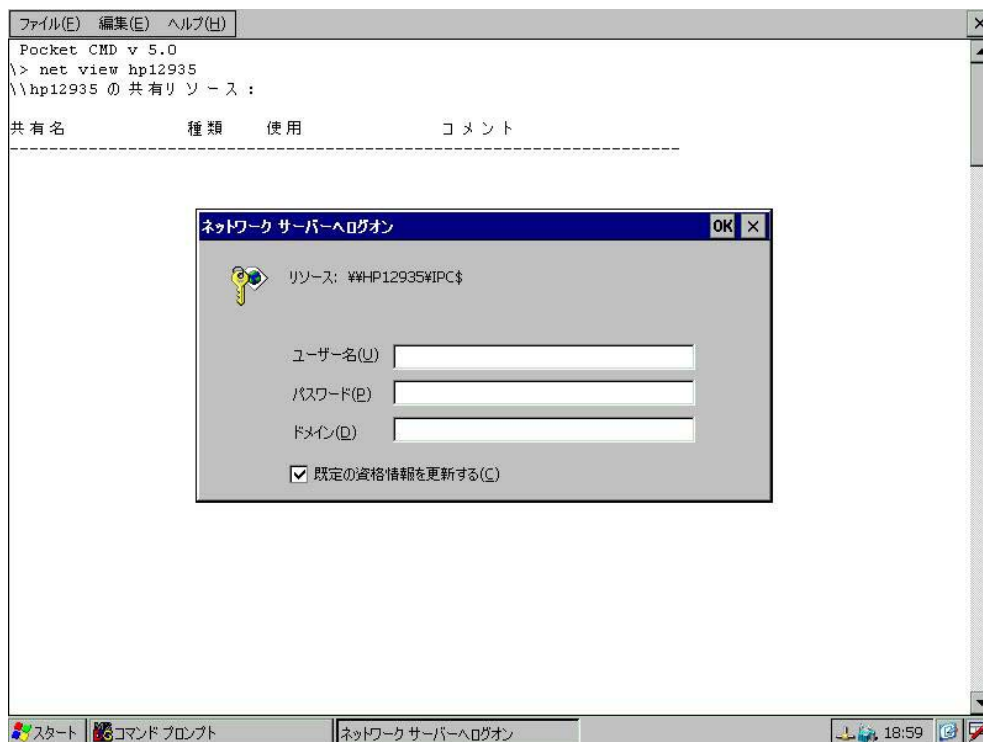 ファイル(F) 編集(E) ヘルプ(H)
Pocket CMD v 5.0
\> net view hp12935
\\hp12935 の共有リソース:
共有名 種類 使用 コメント
--------------------------------------------------------------------
ネットワーク サーバーへログオン OK ×
リソース: ¥¥HP12935¥IPC$
ユーザー名(U)
パスワード(P)
ドメイン(D)
既定の資格情報を更新する(C)
スタート コマンド プロンプト ネットワーク サーバーへログオン 18:59